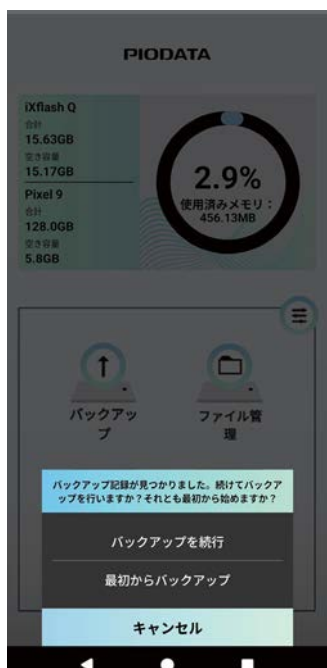 PIODATA
iXflash Q
合計
15.63GB
空き容量
15.17GB
Pixel 9
合計
128.0GB
空き容量
5.8GB
2.9%
使用済みメモリ：
456.13MB
バックアッ
プ
ファイル管
理
バックアップ記録が見つかりました。続けてバックア
ップを行いますか？それとも最初から始めますか？
バックアップを続行
最初からバックアップ
キャンセル